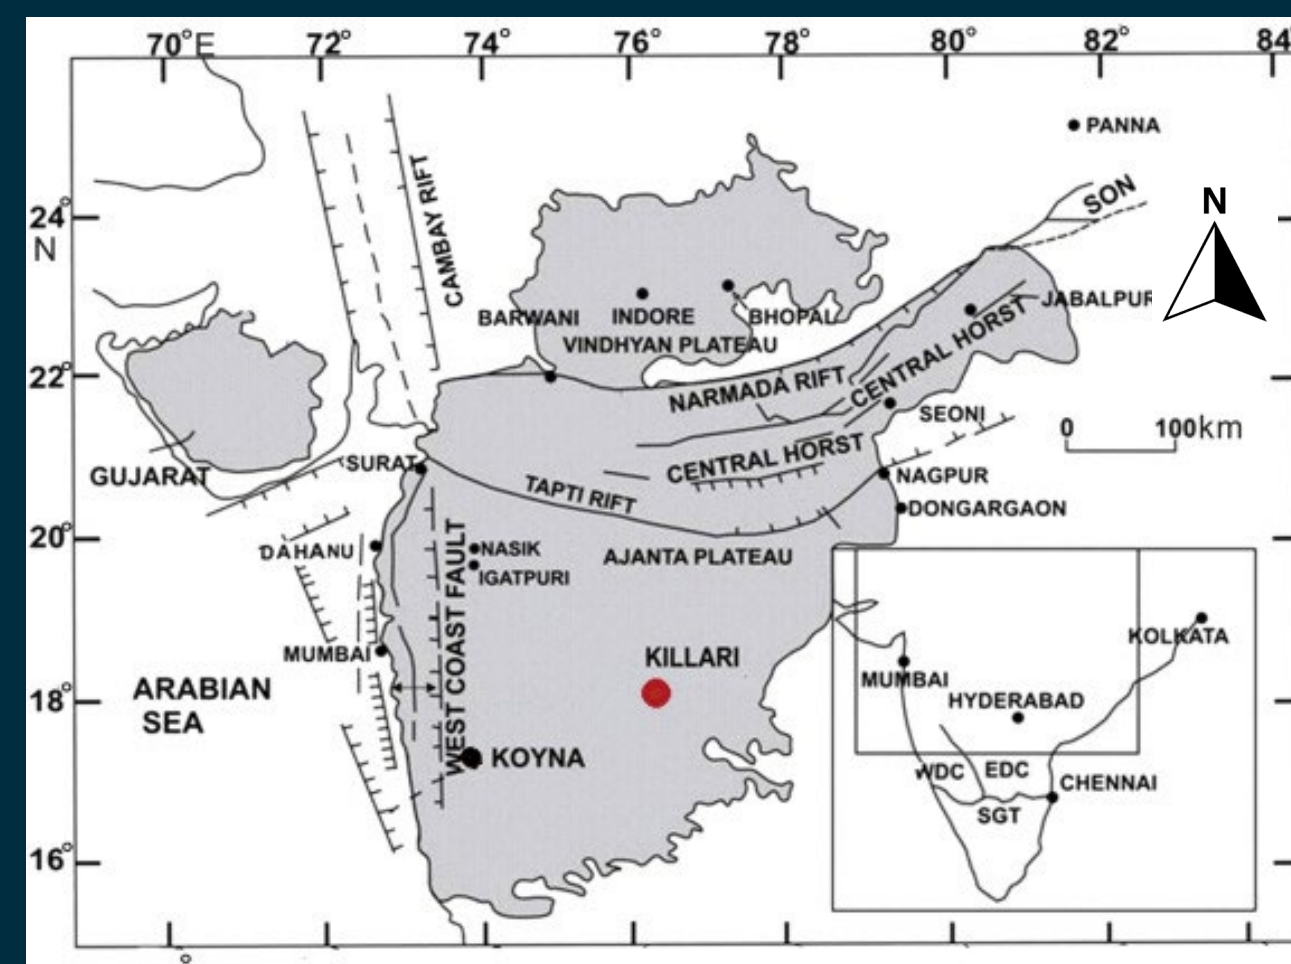 70°E 72° 74° 76° 78° 80° 82° 84°
PANNA
CAMBAY RIFT
SON
N
24°
N
JABALPUR
BARWANI
INDORE
BHOPAL
VINDHYAN PLATEAU
CENTRAL HORST
22°
NARMADA RIFT
SEONI
0 100km
CENTRAL HORST
SURAT
GUJARAT
NAGPUR
TAPTI RIFT
DONGARGAON
20°
DAHANU
NASIK
AJANTA PLATEAU
IGATPURI
WEST COAST FAULT
MUMBAI
KILLARI
ARABIAN
SEA
18°
KOYNA
16°
KOLKATA
MUMBAI
HYDERABAD
WDC
EDC
CHENNAI
SGT